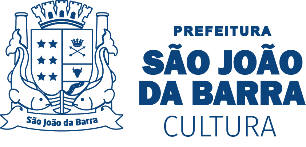 São João da Barra
PREFEITURA
SÃO JOÃO
DA BARRA
CULTURA